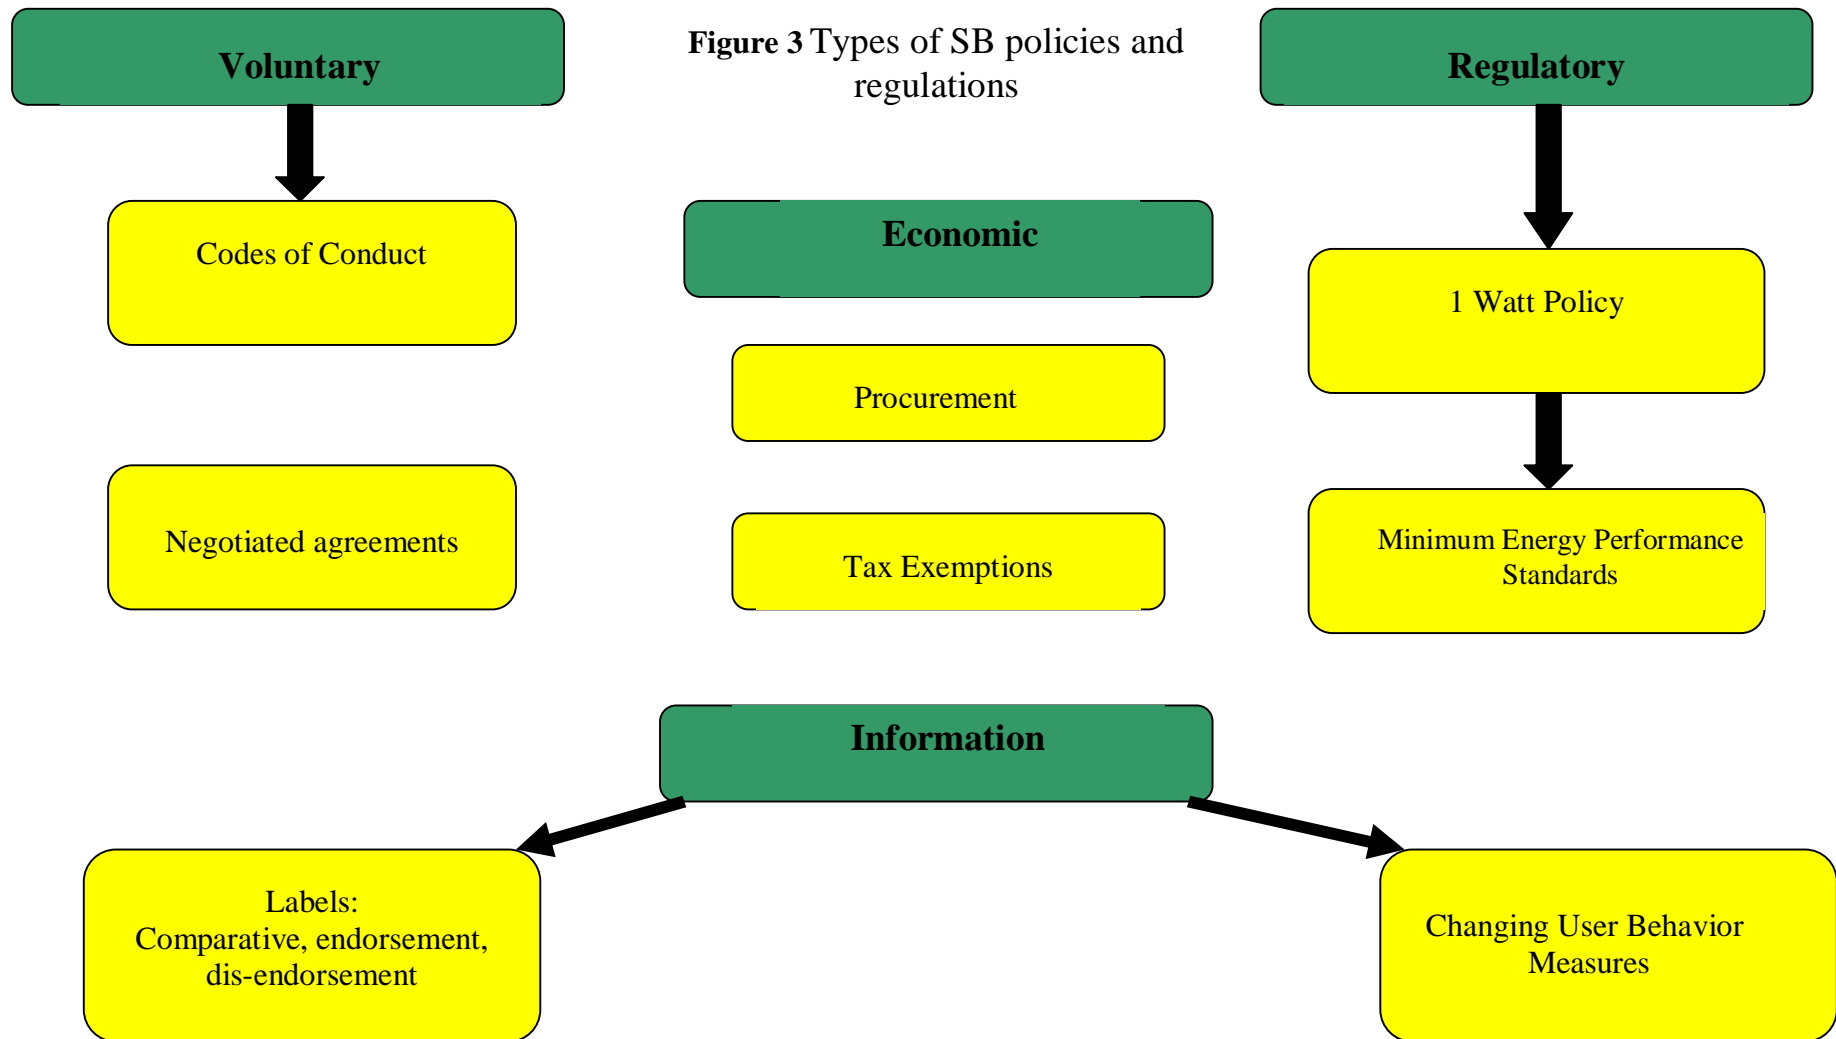 Voluntary
Figure 3 Types of SB policies and
regulations
Regulatory
Codes of Conduct
Economic
1 Watt Policy
Procurement
Negotiated agreements
Tax Exemptions
Minimum Energy Performance
Standards
Information
Labels:
Comparative, endorsement,
dis-endorsement
Changing User Behavior
Measures